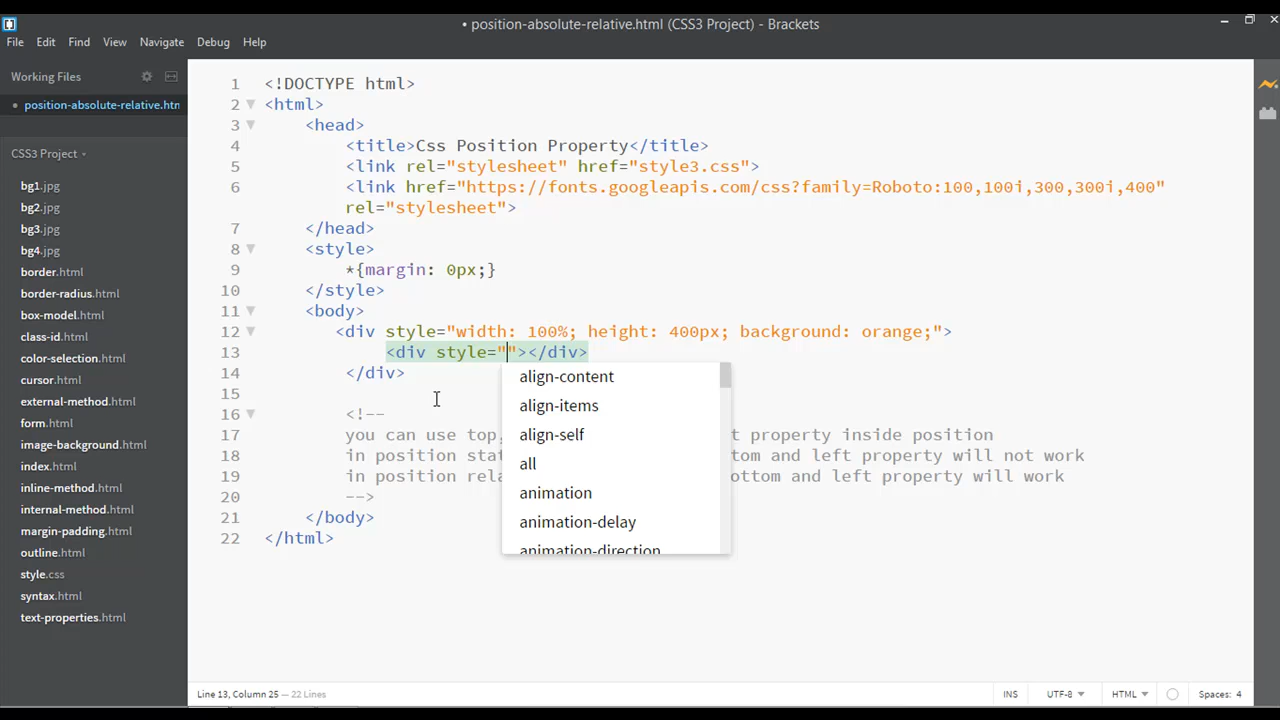 • position-absolute-relative.html (CSS3 Project) - Brackets
File Edit Find View Navigate Debug Help
Working Files
• position-absolute-relative.htm
CSS3 Project
bg1.jpg
bg2.jpg
bg3.jpg
bg4.jpg
border.html
border-radius.html
box-model.html
class-id.html
color-selection.html
cursor.html
external-method.html
form.html
image-background.html
index.html
inline-method.html
internal-method.html
margin-padding.html
outline.html
style.css
syntax.html
text-properties.html
1 <!DOCTYPE html>
2 <html>
3 <head>
4 <title>Css Position Property</title>
5 <link rel="stylesheet" href="style3.css">
6 <link href="https://fonts.googleapis.com/css?family=Roboto:100,100i,300,300i,400"
rel="stylesheet">
7 </head>
8 <style>
9 *{margin: 0px;}
10 </style>
11 <body>
12 <div style="width: 100%; height: 400px; background: orange;">
13 <div style=""></div>
14 </div>
15
16 <!--
17 you can use top, t property inside position
18 in position stat tom and left property will not work
19 in position rela ottom and left property will work
20 -->
21 </body>
22 </html>
align-content
align-items
align-self
all
animation
animation-delay
animation-direction
Line 13, Column 25 — 22 Lines
INS UTF-8 HTML Spaces: 4